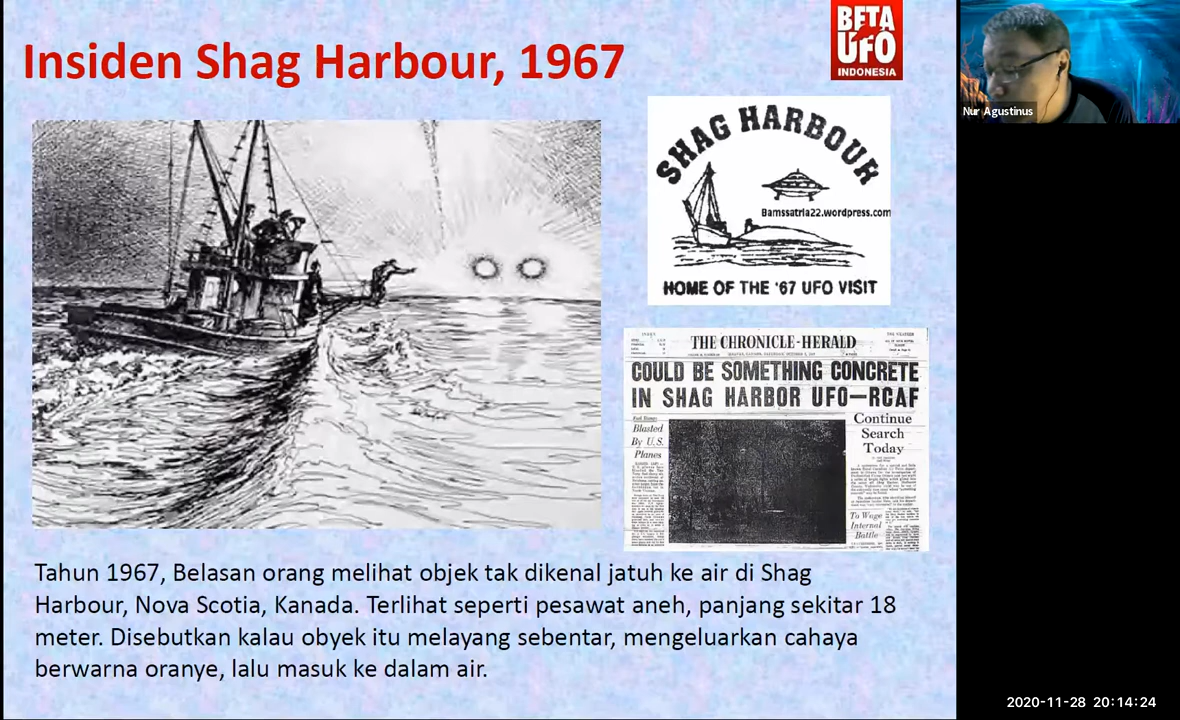 Insiden Shag Harbour, 1967
BETA
UFO
INDONESIA
Nur Agustinus
SHAG HARBOUR
Bamssatria22.wordpress.com
HOME OF THE '67 UFO VISIT
THE CHRONICLE-HERALD
COULD BE SOMETHING CONCRETE
IN SHAG HARBOR UFO—RCAF
Blasted
By U.S.
Planes
Continue
Search
Today
To Wage
Internal
Battle
Tahun 1967, Belasan orang melihat objek tak dikenal jatuh ke air di Shag
Harbour, Nova Scotia, Kanada. Terlihat seperti pesawat aneh, panjang sekitar 18
meter. Disebutkan kalau obyek itu melayang sebentar, mengeluarkan cahaya
berwarna oranye, lalu masuk ke dalam air.
2020-11-28 20:14:24